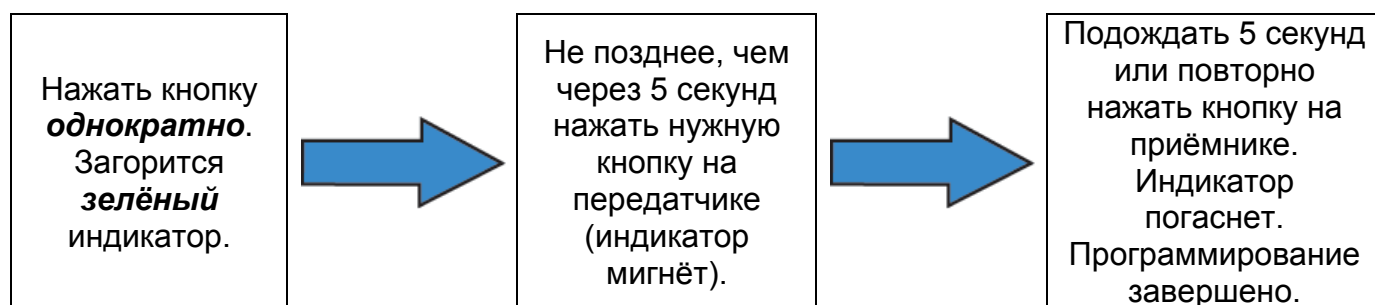 Нажать кнопку
однократно.
Загорится
зелёный
индикатор.
Не позднее, чем
через 5 секунд
нажать нужную
кнопку на
передатчике
(индикатор
мигнёт).
Подождать 5 секунд
или повторно
нажать кнопку на
приёмнике.
Индикатор
погаснет.
Программирование
завершено.